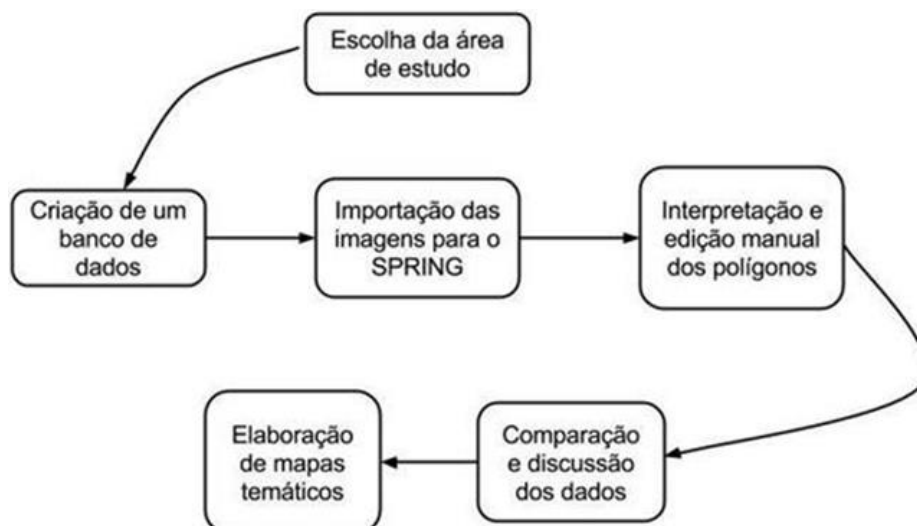 Escolha da área
de estudo
Criação de um
banco de
dados
Importação das
imagens para o
SPRING
Interpretação e
edição manual
dos polígonos
Comparação
e discussão
dos dados
Elaboração
de mapas
temáticos